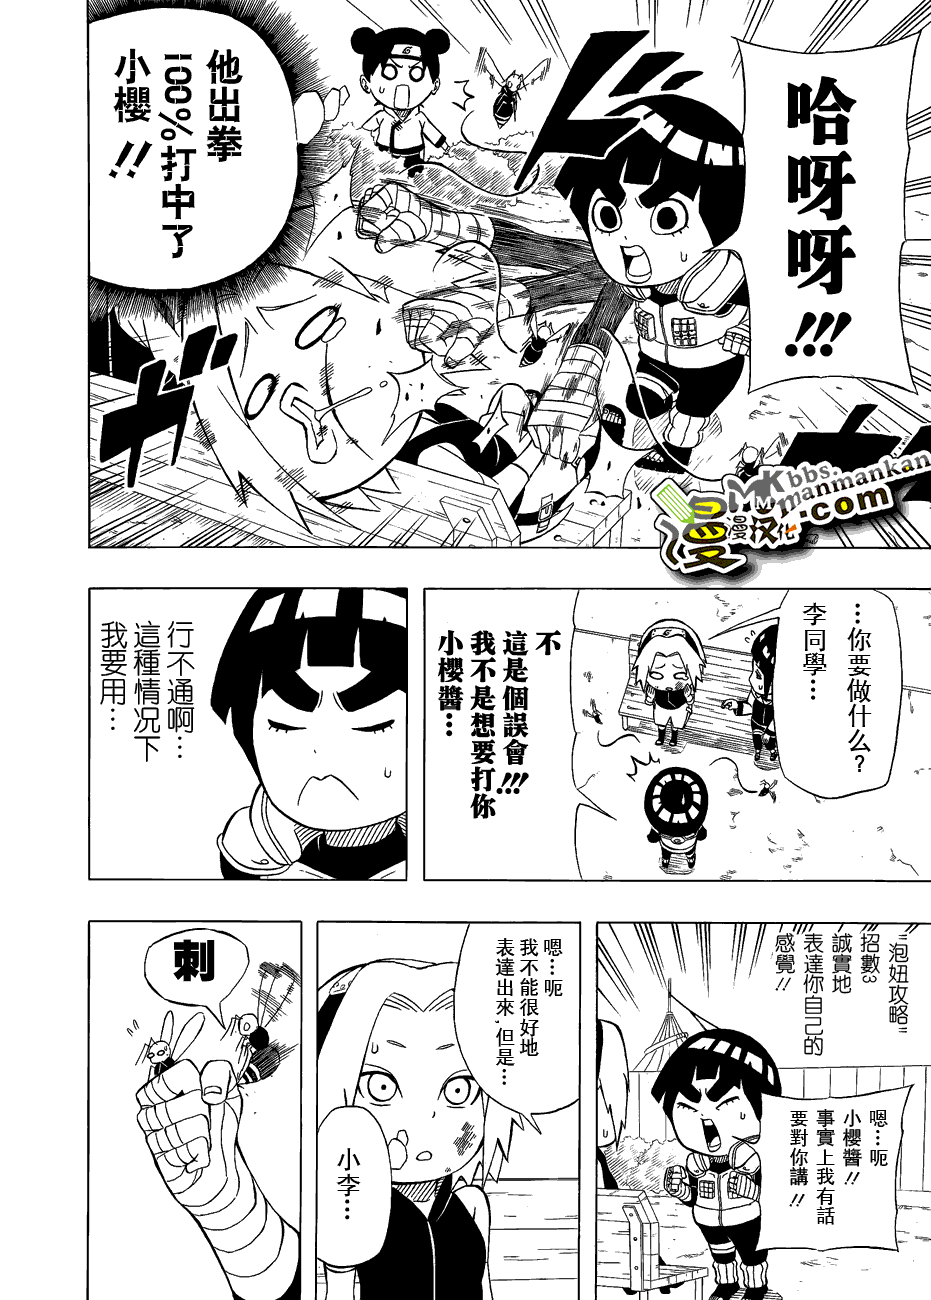 哈呀呀!!!
他出拳
100%打中了
小櫻!!
Kbbs.
manmankan
.com
漫
漫漢化
…你要做什么？
李同學…
不
這是個誤會!!!
我不是想要打你
小櫻醬…
行不通啊…
這種情況下
我要用…
"泡妞攻略"
招數3
誠實地
表達你自己的
感覺!!
嗯…呃
小櫻醬!!
事實上我有話
要對你講!!
嗯…呃
我不能很好地
表達出來,但是…
小李…
刺